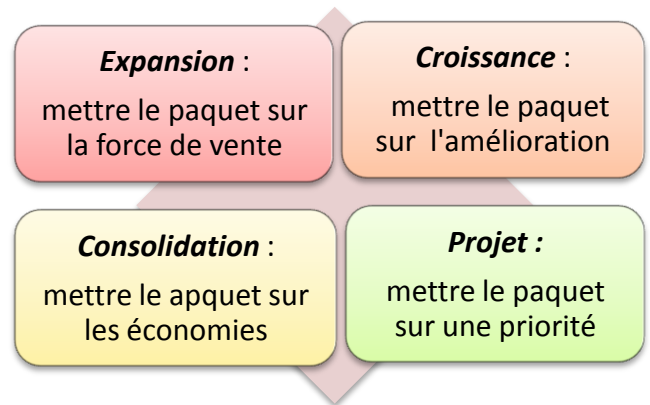 Expansion :
mettre le paquet sur
la force de vente
Croissance :
mettre le paquet
sur l'amélioration
Consolidation :
mettre le apquet sur
les économies
Projet :
mettre le paquet
sur une priorité